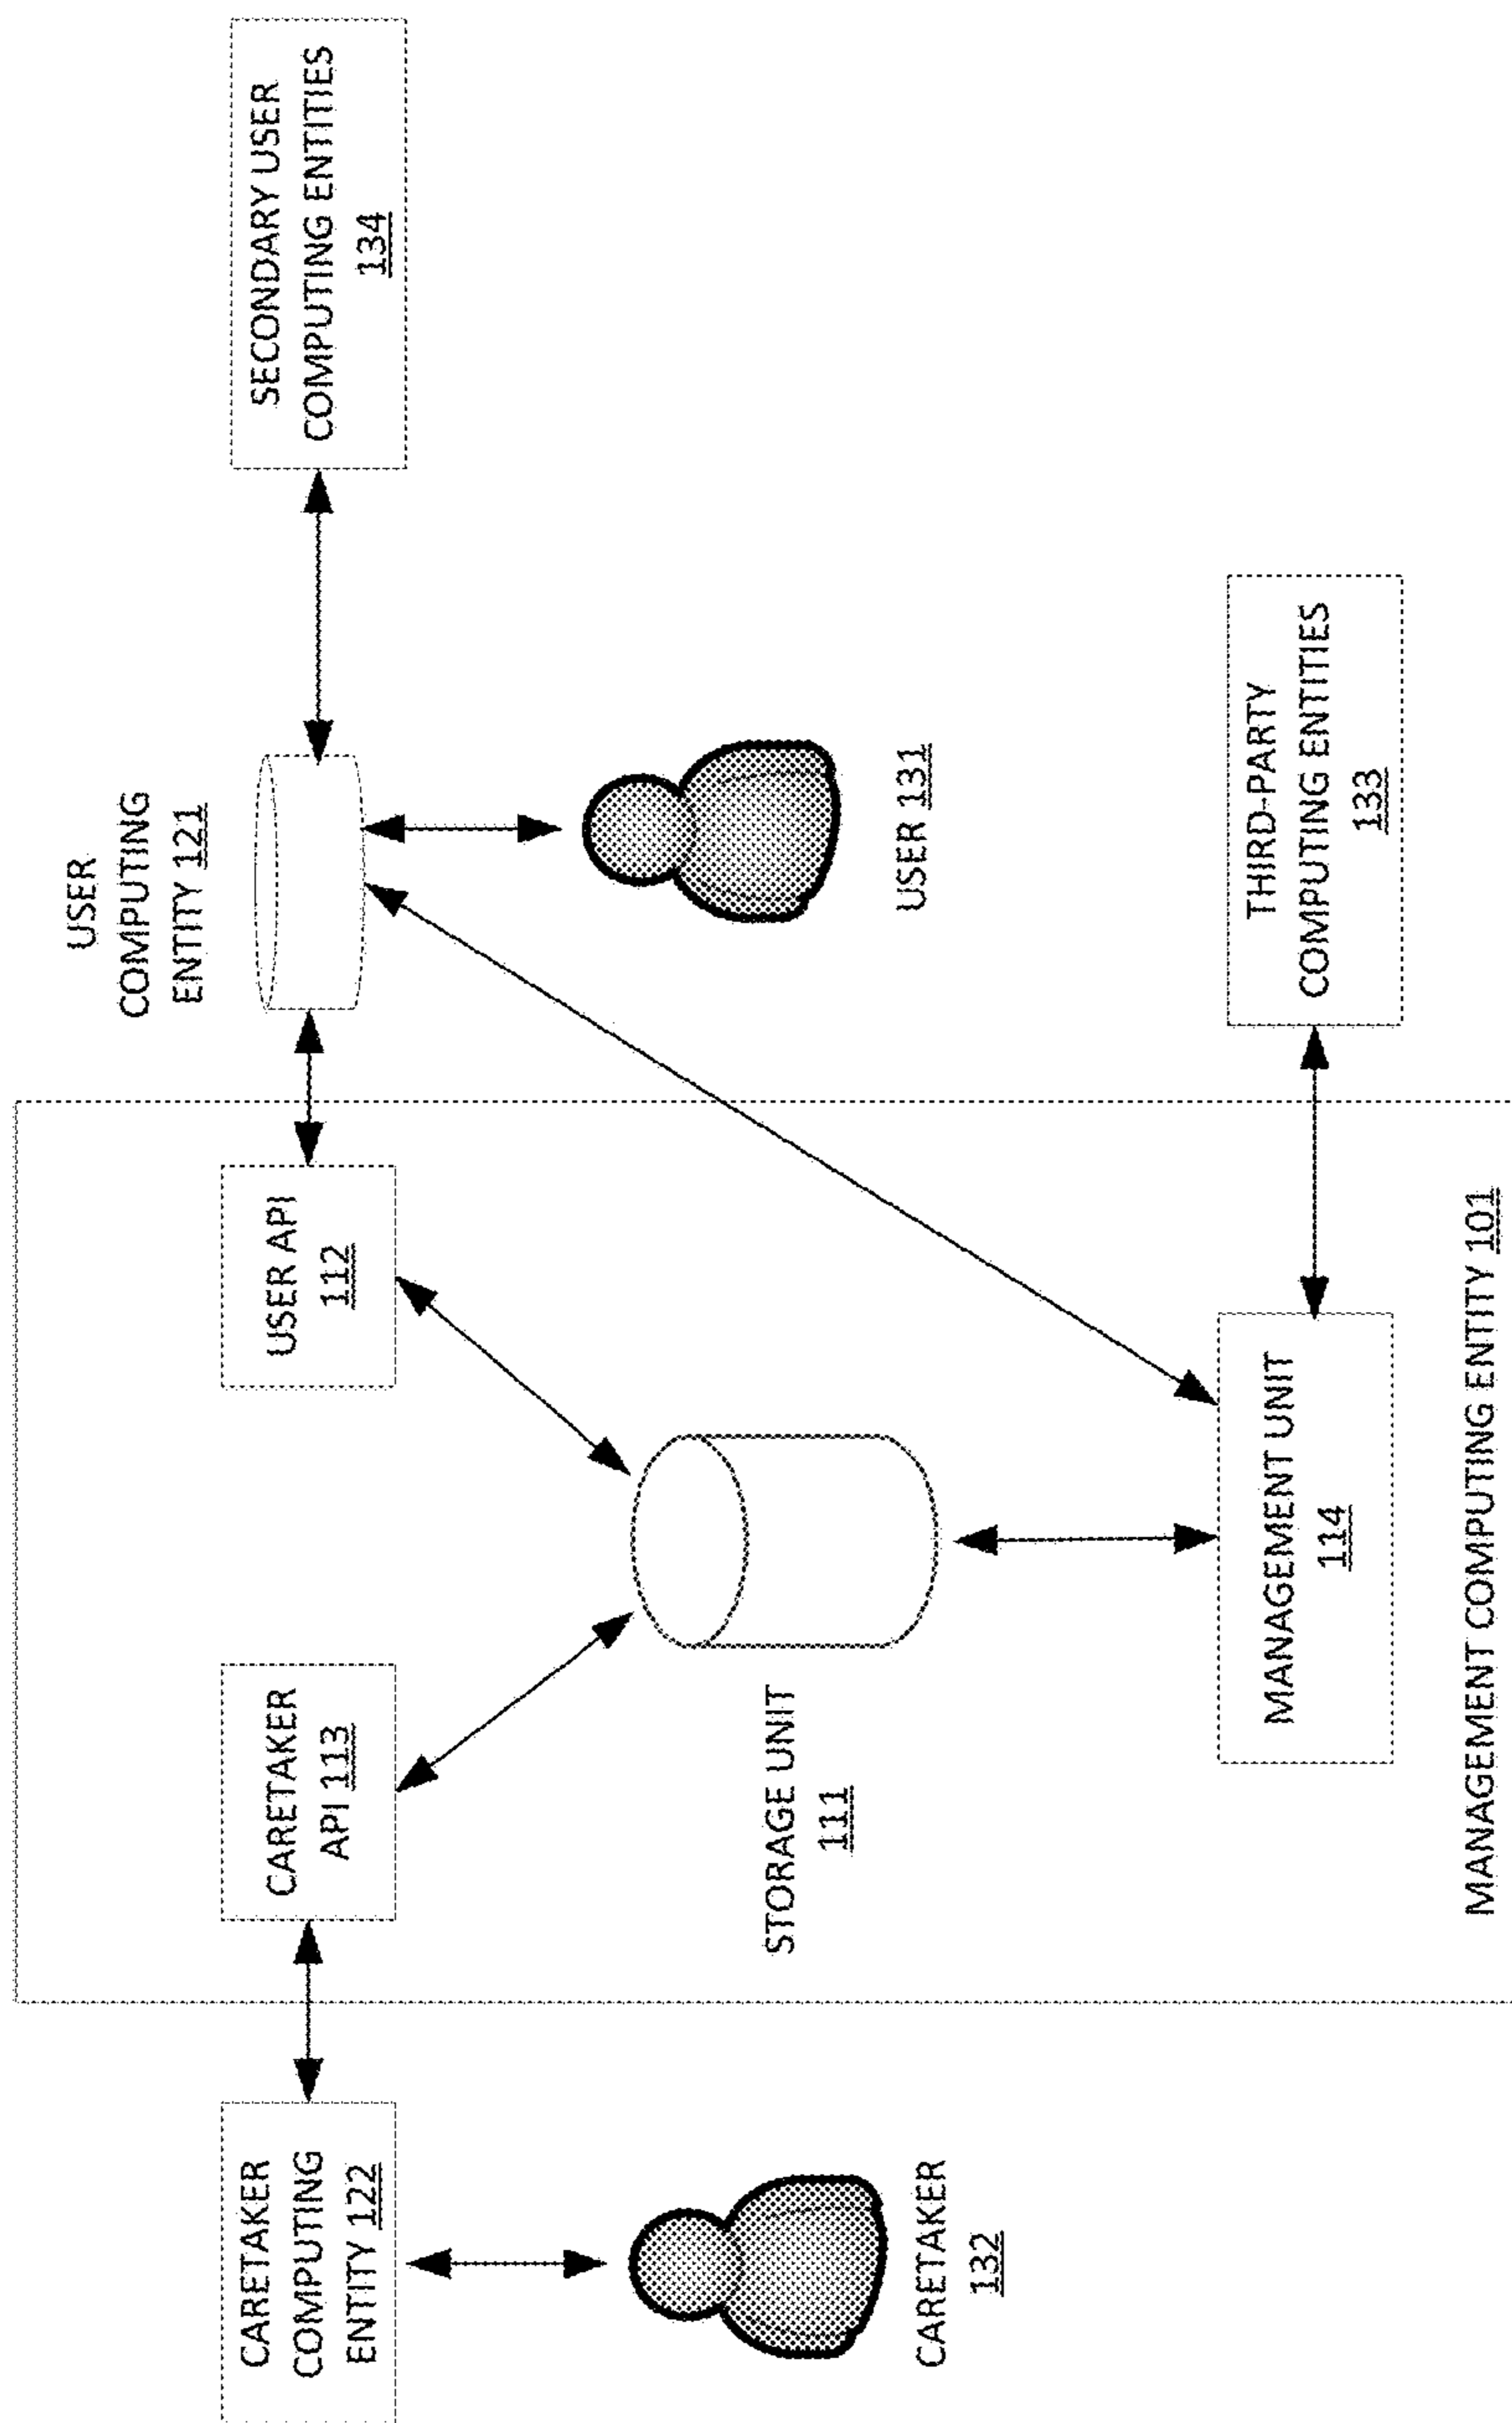 USER
COMPUTING
ENTITY 121
SECONDARY USER
COMPUTING ENTITIES
134
CARETAKER
COMPUTING
ENTITY 122
CARETAKER
API 113
USER API
112
STORAGE UNIT
111
USER 131
CARETAKER
132
MANAGEMENT UNIT
114
THIRD-PARTY
COMPUTING ENTITIES
133
MANAGEMENT COMPUTING ENTITY 101